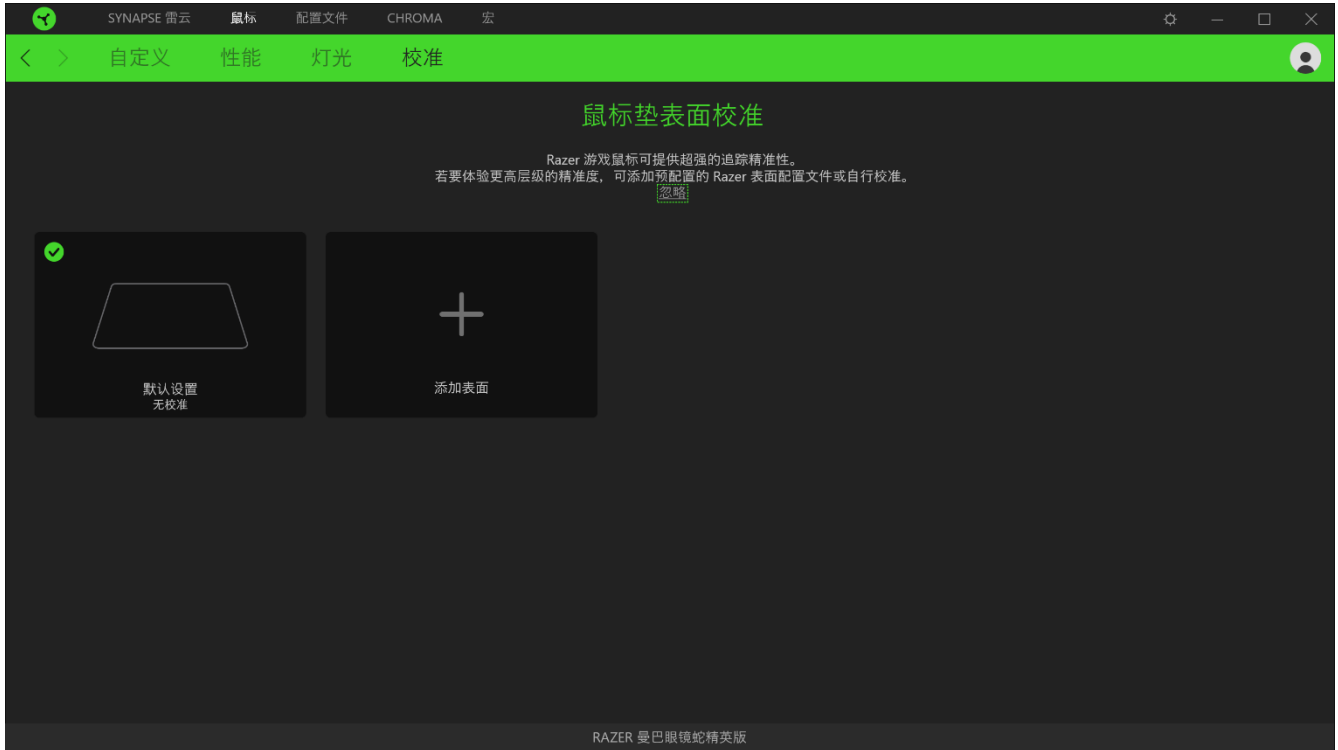 SYNAPSE 雷云 鼠标 配置文件 CHROMA 宏
自定义 性能 灯光 校准
鼠标垫表面校准
Razer 游戏鼠标可提供超强的追踪精准性。
若要体验更高层级的精准度，可添加预配置的 Razer 表面配置文件或自行校准。
忽略
默认设置
无校准
添加表面
RAZER 曼巴眼镜蛇精英版